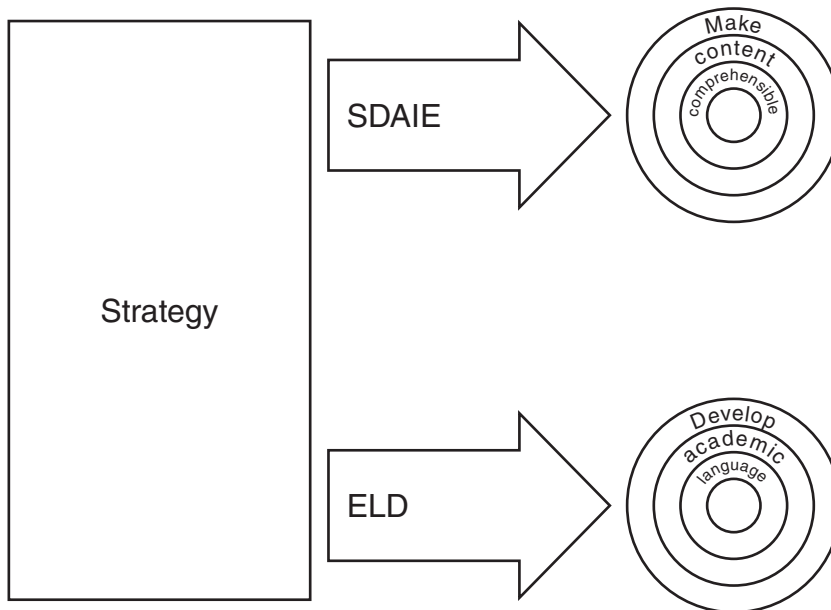 Make
content
comprehensible
SDAIE
Strategy
Develop
academic
language
ELD